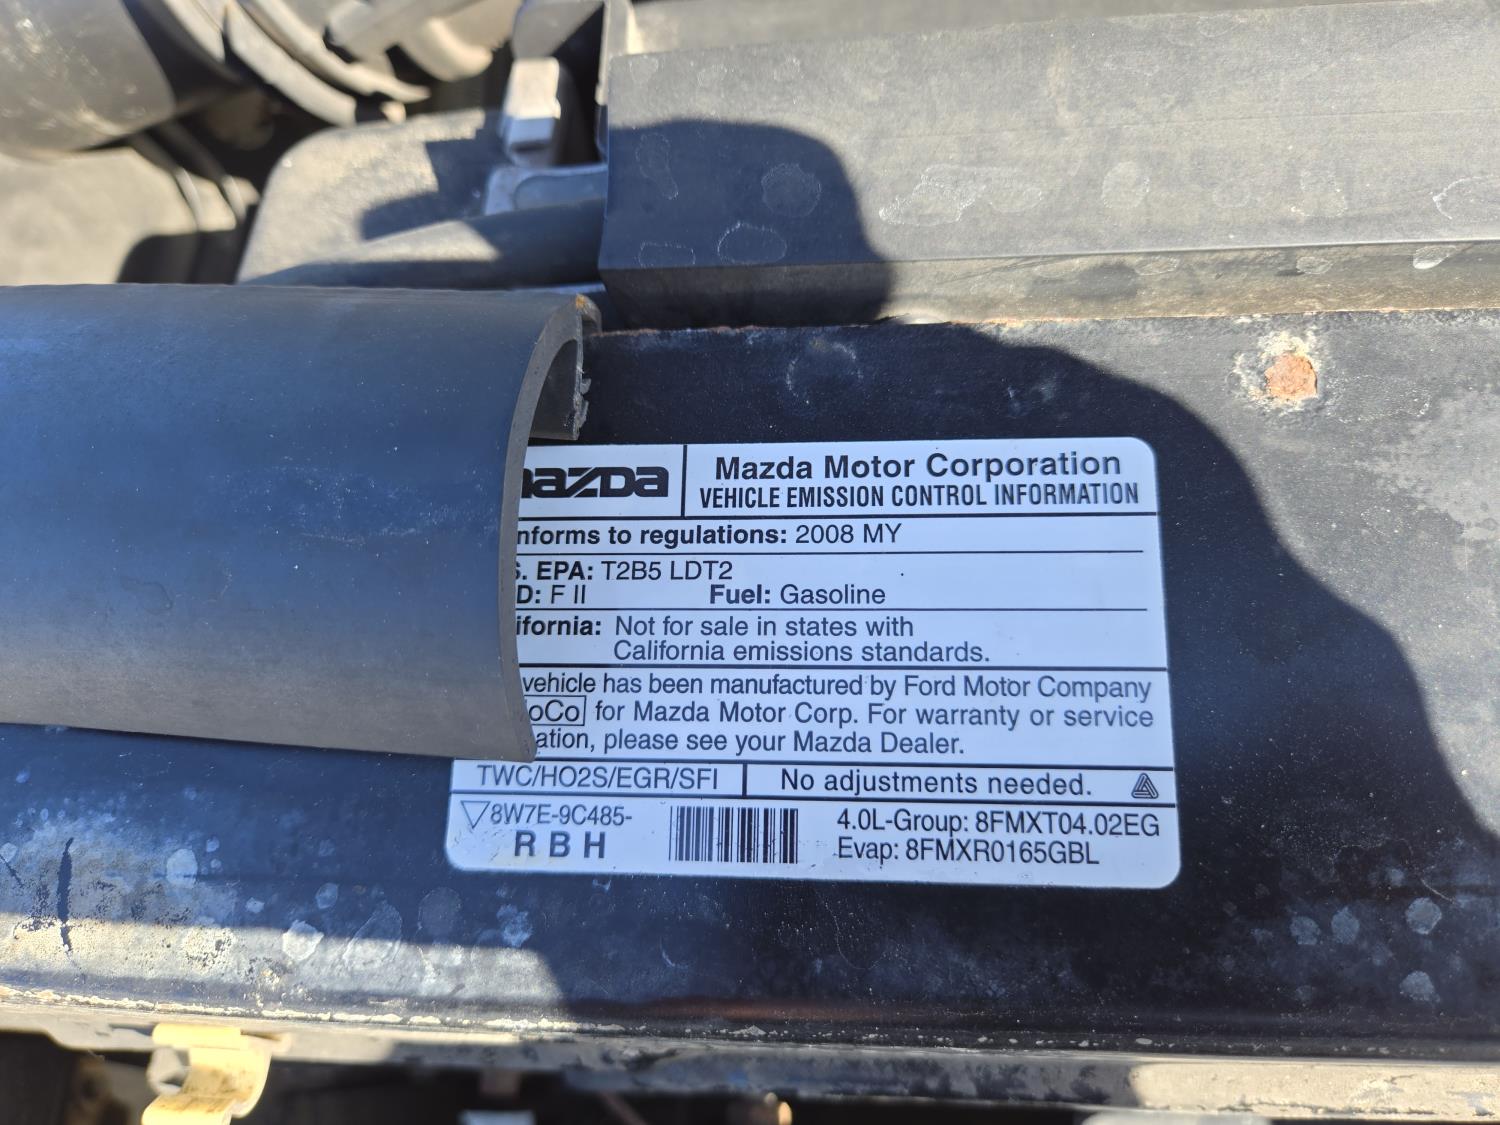 mazDa
Mazda Motor Corporation
VEHICLE EMISSION CONTROL INFORMATION
nforms to regulations: 2008 MY
S. EPA: T2B5 LDT2
D: F II Fuel: Gasoline
ifornia: Not for sale in states with
California emissions standards.
vehicle has been manufactured by Ford Motor Company
oCo for Mazda Motor Corp. For warranty or service
ation, please see your Mazda Dealer.
TWC/HO2S/EGR/SFI No adjustments needed.
8W7E-9C485-
R B H
4.0L-Group: 8FMXT04.02EG
Evap: 8FMXR0165GBL